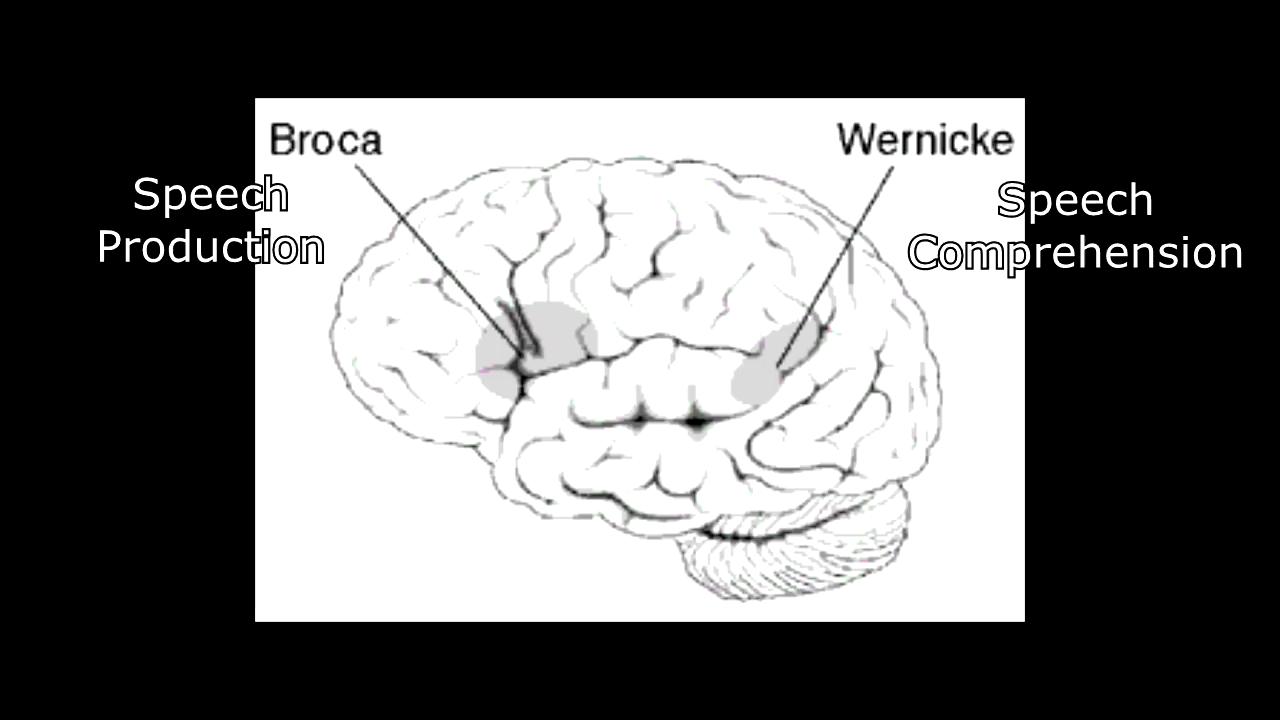 Broca
Wernicke
Speech
Production
Speech
Comprehension